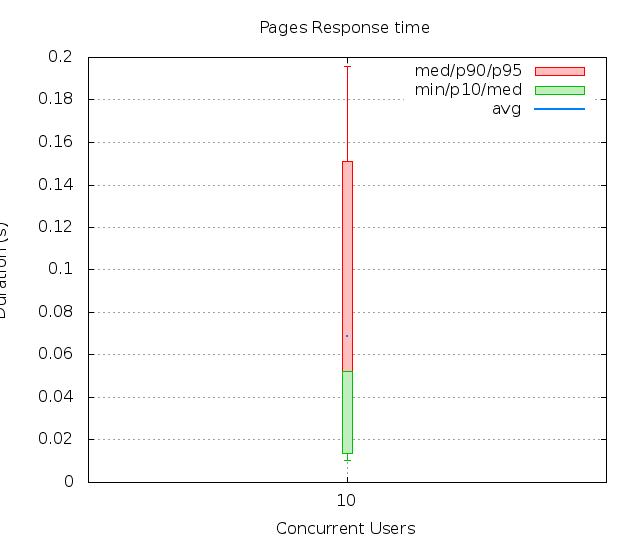 Pages Response time
0.2
0.18
0.16
0.14
0.12
0.1
0.08
0.06
0.04
0.02
0
Duration (s)
med/p90/p95
min/p10/med
avg
10
Concurrent Users